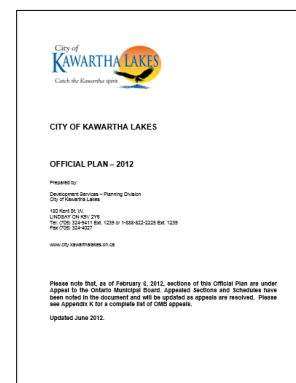 City of
KAWARTHA LAKES
Catch the Kawartha spirit
CITY OF KAWARTHA LAKES
OFFICIAL PLAN – 2012
Prepared by:
Development Services – Planning Division
City of Kawartha Lakes
180 Kent St. W.
LINDSAY ON K9V 2Y6
Tel: (705) 324-9411 Ext. 1239 or 1-888-822-2225 Ext. 1239
Fax (705) 324-4027
www.city.kawarthalakes.on.ca
Please note that, as of February 8, 2012, sections of this Official Plan are under
Appeal to the Ontario Municipal Board. Appealed Sections and Schedules have
been noted in the document and will be updated as appeals are resolved. Please
see Appendix K for a complete list of OMB appeals.
Updated June 2012.